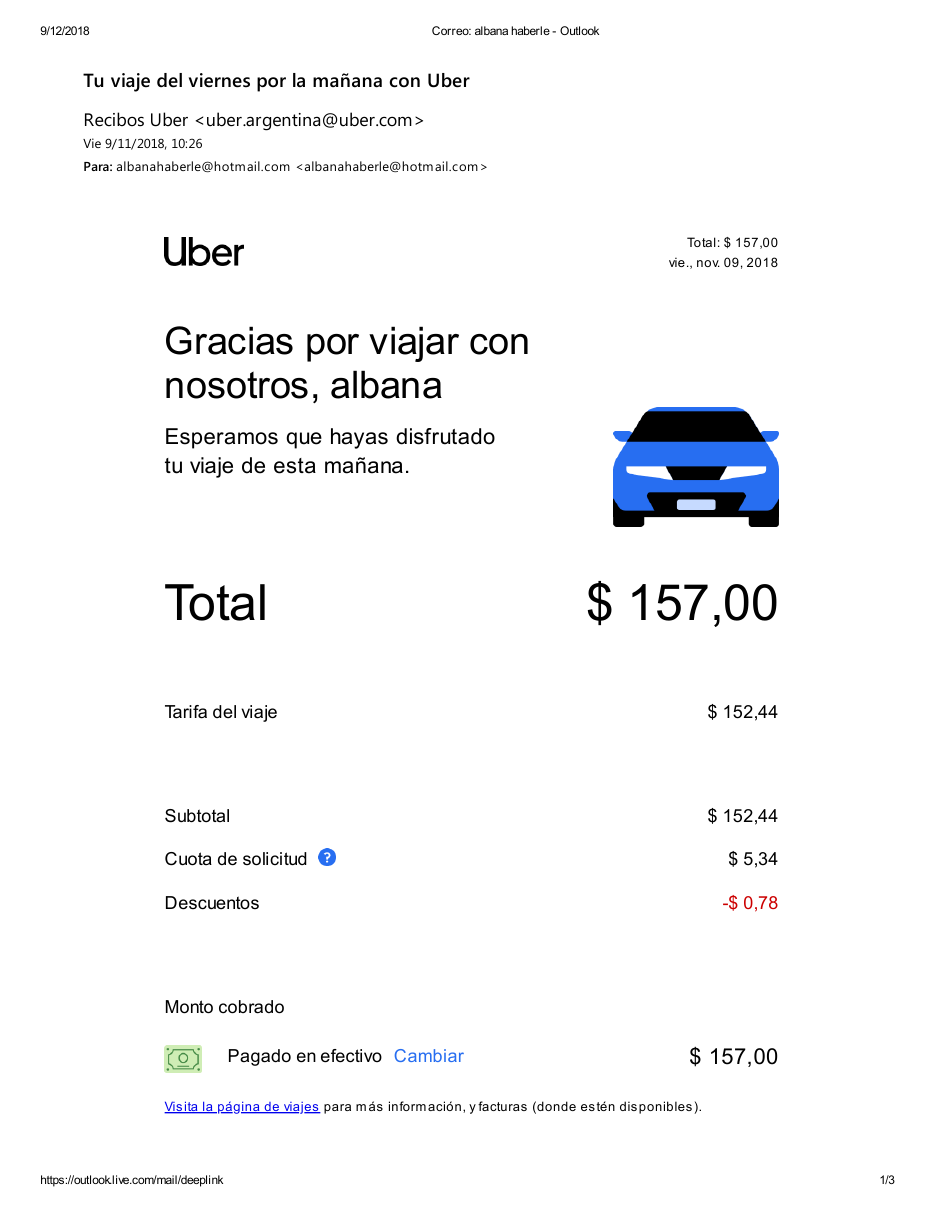 9/12/2018 Correo: albana haberle - Outlook
Tu viaje del viernes por la mañana con Uber
Recibos Uber <uber.argentina@uber.com>
Vie 9/11/2018, 10:26
Para: albanahaberle@hotmail.com <albanahaberle@hotmail.com>
Uber
Total: $ 157,00
vie., nov. 09, 2018
Gracias por viajar con
nosotros, albana
Esperamos que hayas disfrutado
tu viaje de esta mañana.
Total $ 157,00
Tarifa del viaje $ 152,44
Subtotal $ 152,44
Cuota de solicitud ? $ 5,34
Descuentos -$ 0,78
Monto cobrado
Pagado en efectivo Cambiar $ 157,00
Visita la página de viajes para más información, y facturas (donde estén disponibles).
https://outlook.live.com/mail/deeplink 1/3